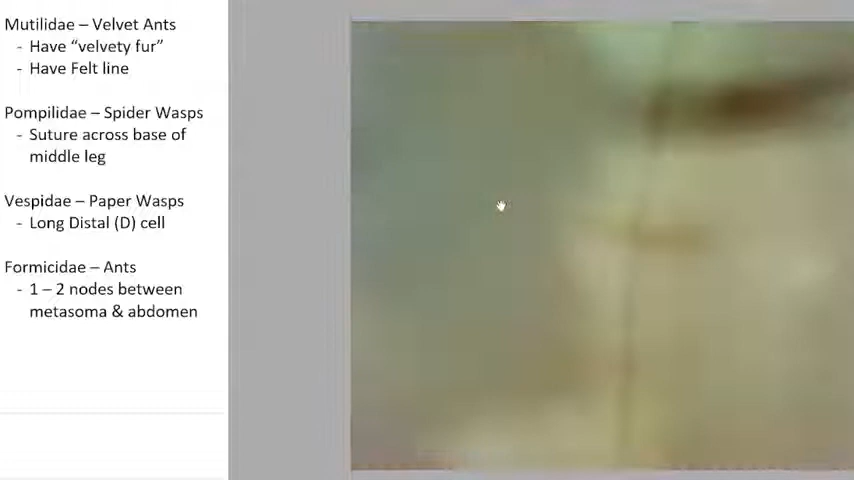 Mutilidae – Velvet Ants
- Have “velvety fur”
- Have Felt line
Pompilidae – Spider Wasps
- Suture across base of
middle leg
Vespidae – Paper Wasps
- Long Distal (D) cell
Formicidae – Ants
- 1 – 2 nodes between
metasoma & abdomen